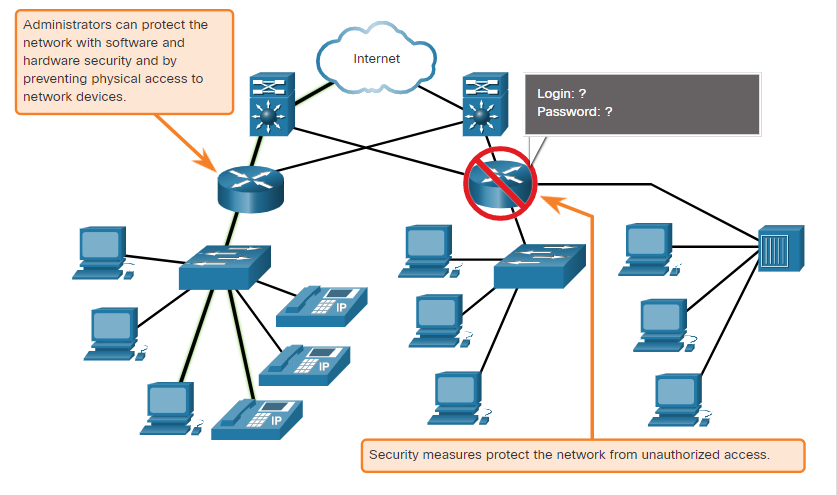 Administrators can protect the
network with software and
hardware security and by
preventing physical access to
network devices.
Internet
Login: ?
Password: ?
IP
IP
IP
Security measures protect the network from unauthorized access.